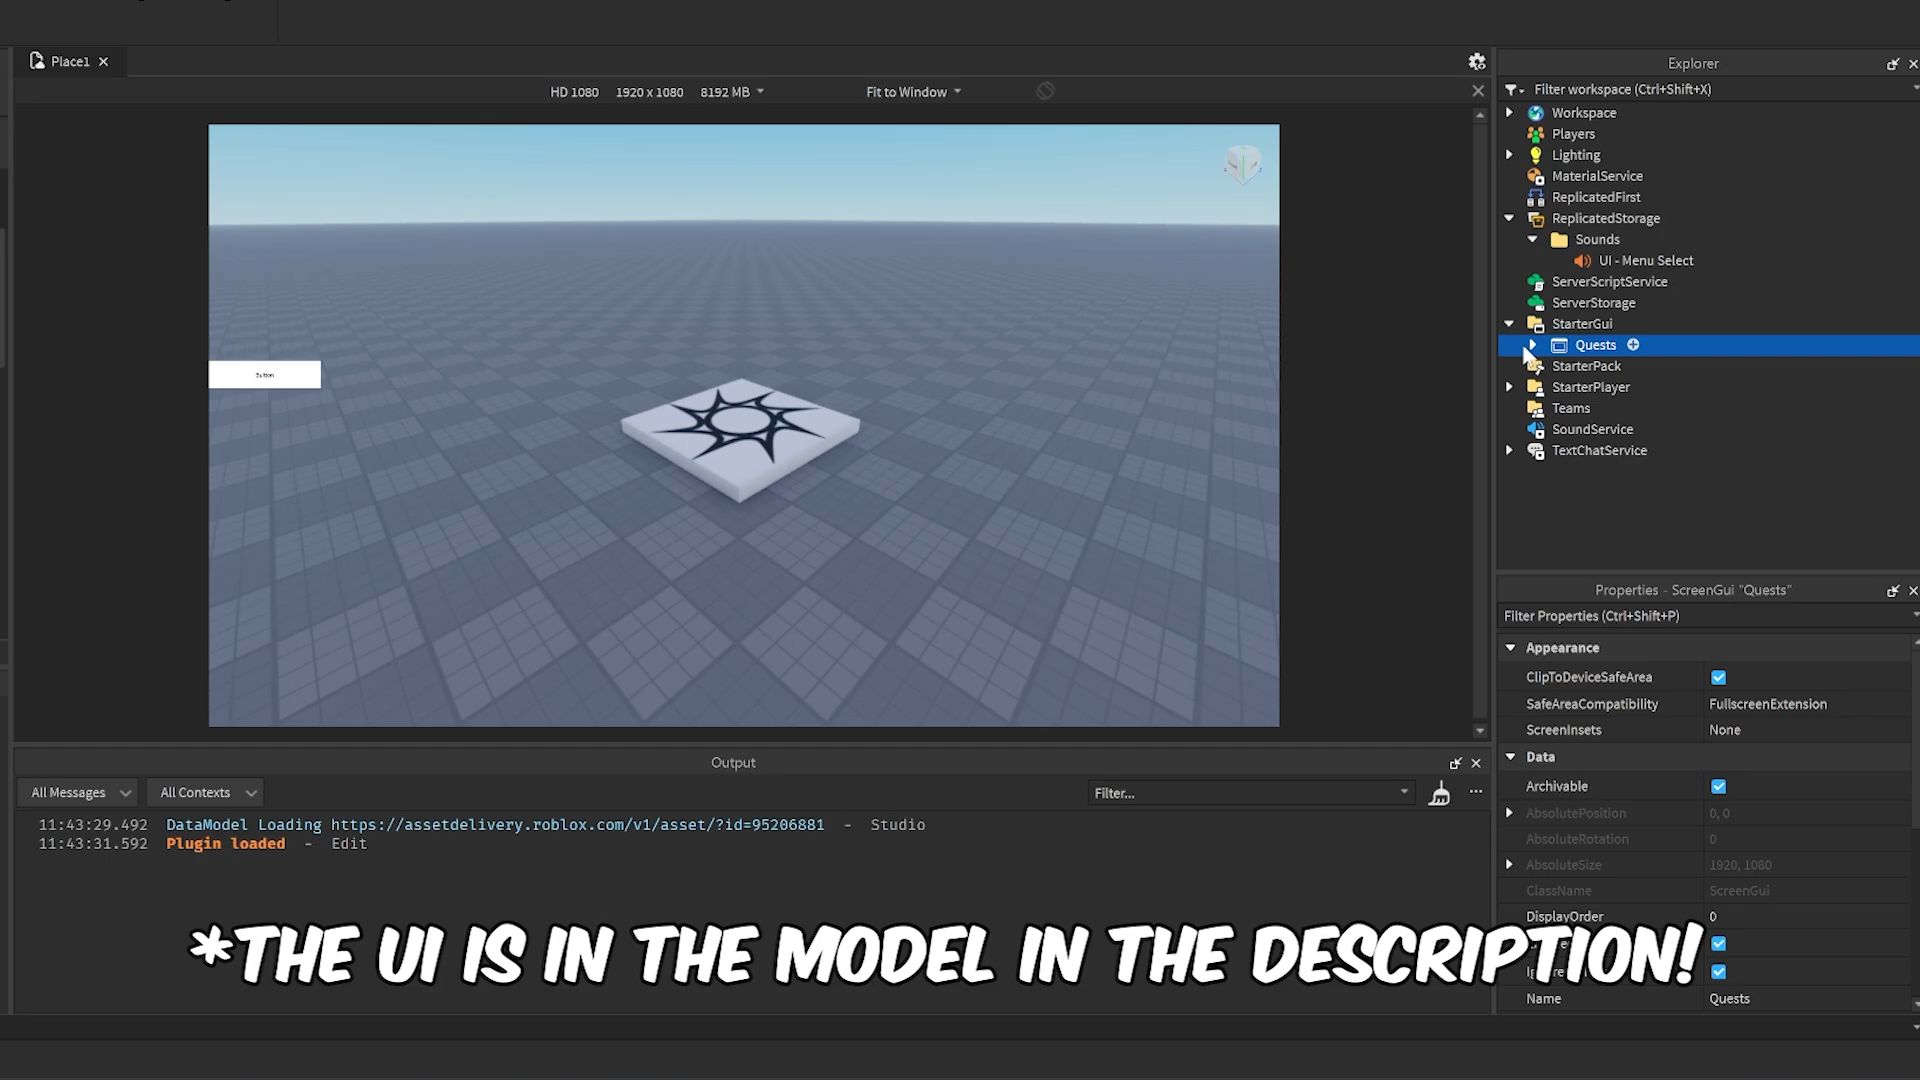 Place1
HD 1080 1920 x 1080 8192 MB Fit to Window
Button
Explorer
Filter workspace (Ctrl+Shift+X)
Workspace
Players
Lighting
MaterialService
ReplicatedFirst
ReplicatedStorage
Sounds
UI - Menu Select
ServerScriptService
ServerStorage
StarterGui
Quests
StarterPack
StarterPlayer
Teams
SoundService
TextChatService
Properties - ScreenGui "Quests"
Filter Properties (Ctrl+Shift+P)
Appearance
ClipToDeviceSafeArea
SafeAreaCompatibility FullscreenExtension
ScreenInsets None
Data
Archivable
AbsolutePosition 0, 0
AbsoluteRotation 0
AbsoluteSize 1920, 1080
ClassName ScreenGui
DisplayOrder 0
Name Quests
Output
All Messages All Contexts Filter...
11:43:29.492 DataModel Loading https://assetdelivery.roblox.com/v1/asset/?id=95206881 - Studio
11:43:31.592 Plugin loaded - Edit
*THE UI IS IN THE MODEL IN THE DESCRIPTION!